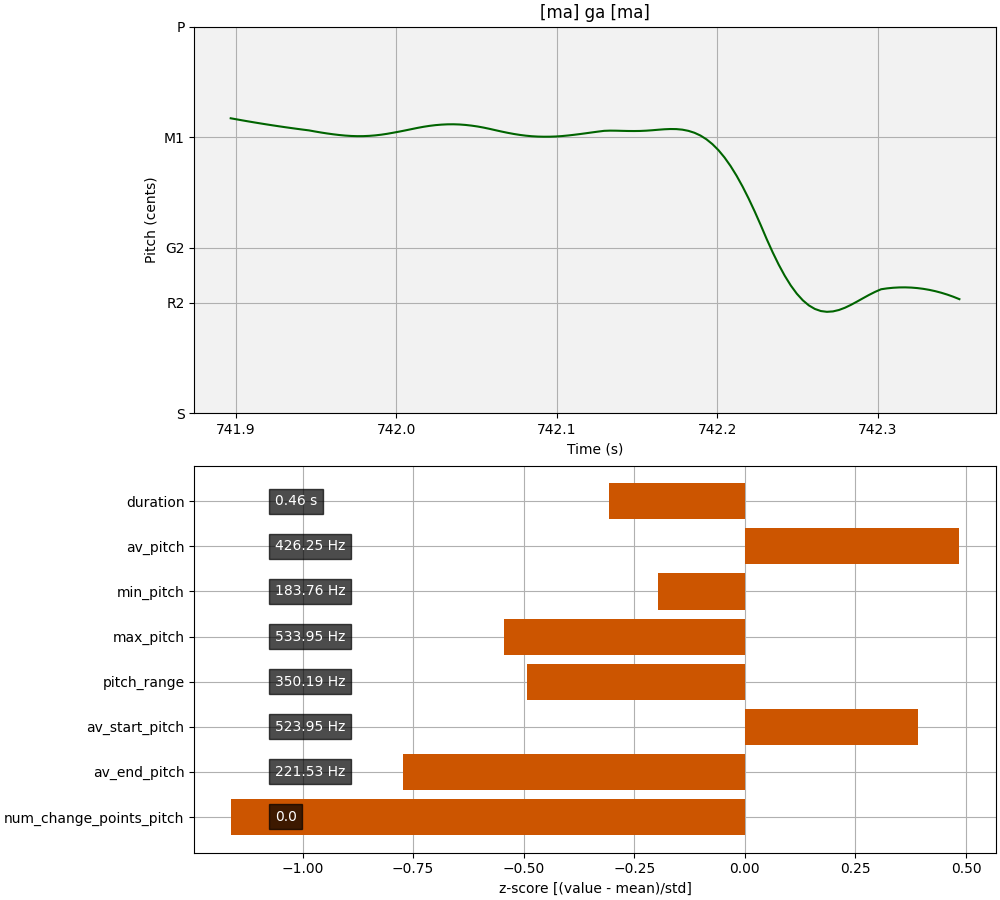 [ma] ga [ma]
P
M1
G2
R2
S
Pitch (cents)
741.9 742.0 742.1 742.2 742.3
Time (s)
duration 0.46 s
av_pitch 426.25 Hz
min_pitch 183.76 Hz
max_pitch 533.95 Hz
pitch_range 350.19 Hz
av_start_pitch 523.95 Hz
av_end_pitch 221.53 Hz
num_change_points_pitch 0.0
−1.00 −0.75 −0.50 −0.25 0.00 0.25 0.50
z-score [(value - mean)/std]